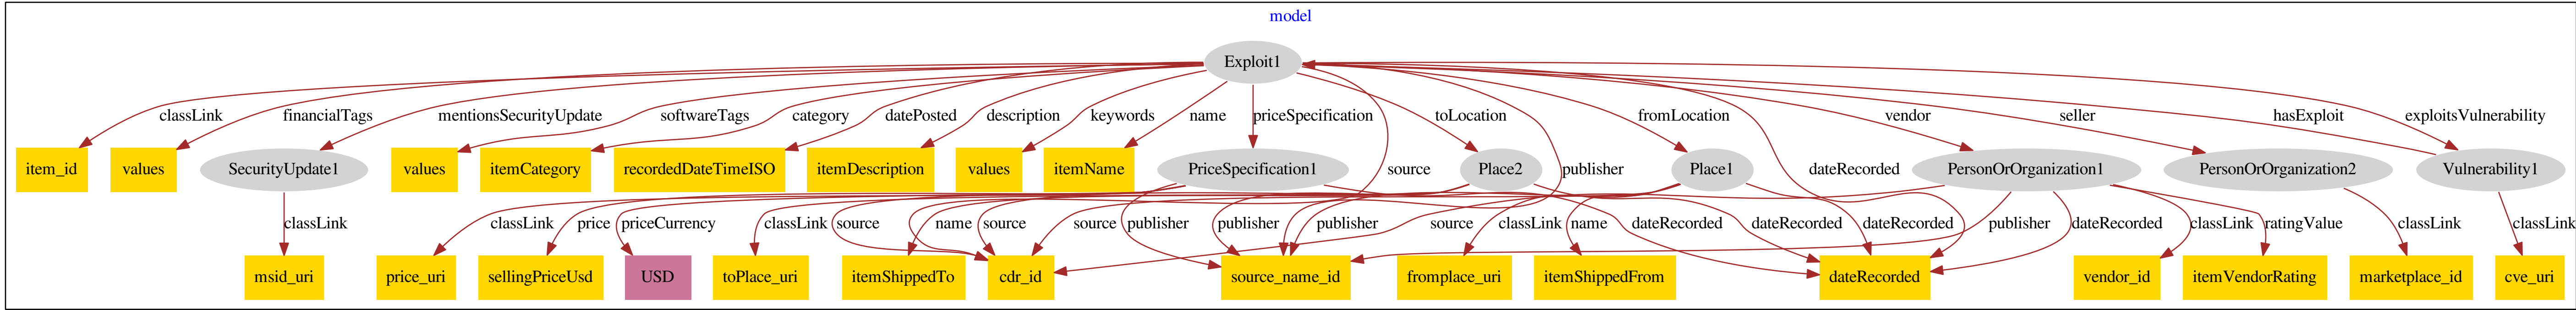 model
Exploit1
classLink
financialTags
mentionsSecurityUpdate
softwareTags
category
datePosted
description
keywords
name
priceSpecification
source
toLocation
publisher
fromLocation
dateRecorded
vendor
seller
hasExploit
exploitsVulnerability
item_id
values
SecurityUpdate1
values
itemCategory
recordedDateTimeISO
itemDescription
values
itemName
PriceSpecification1
Place2
Place1
PersonOrOrganization1
PersonOrOrganization2
Vulnerability1
classLink
classLink
price
priceCurrency
classLink
source
name
source
source
publisher
publisher
publisher
source
classLink
name
dateRecorded
dateRecorded
dateRecorded
publisher
dateRecorded
classLink
ratingValue
classLink
classLink
msid_uri
price_uri
sellingPriceUsd
USD
toPlace_uri
itemShippedTo
cdr_id
source_name_id
fromplace_uri
itemShippedFrom
dateRecorded
vendor_id
itemVendorRating
marketplace_id
cve_uri